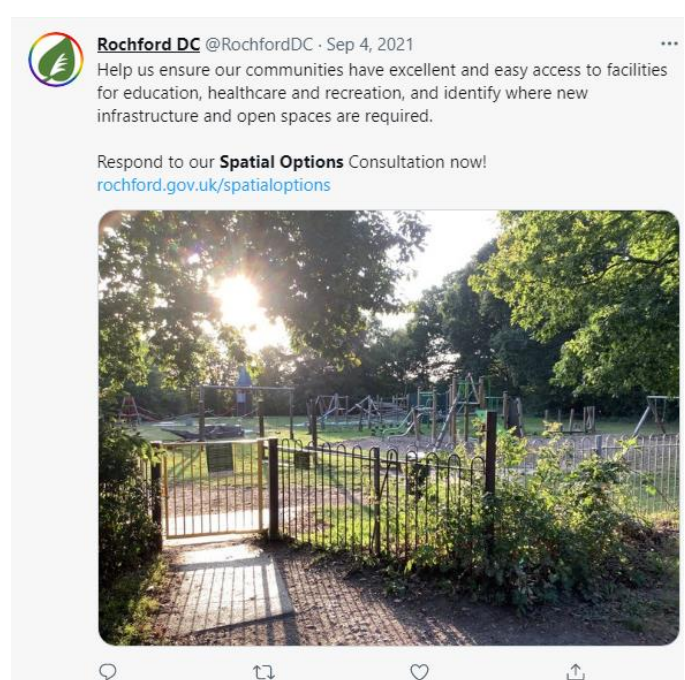 Rochford DC @RochfordDC · Sep 4, 2021
Help us ensure our communities have excellent and easy access to facilities
for education, healthcare and recreation, and identify where new
infrastructure and open spaces are required.
Respond to our Spatial Options Consultation now!
rochford.gov.uk/spatialoptions